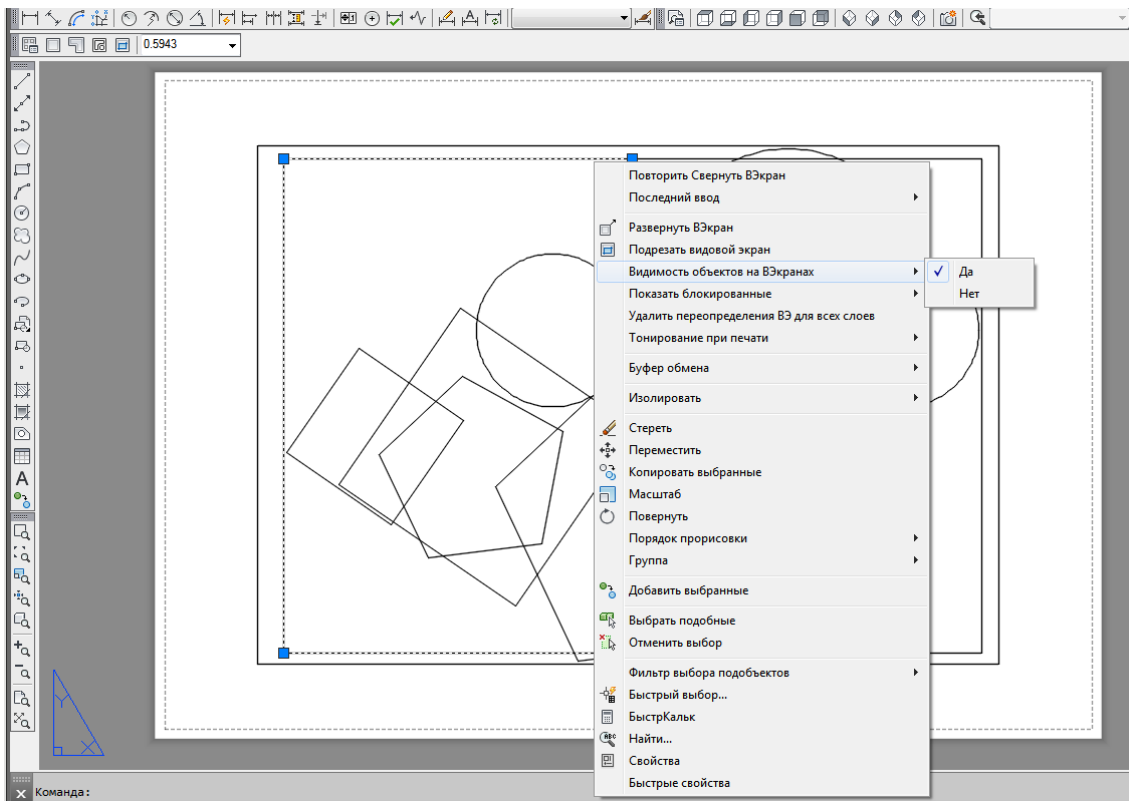 0.5943
Повторить Свернуть ВЭкран
Последний ввод
Развернуть ВЭкран
Подрезать видовой экран
Видимость объектов на ВЭкранах
Да
Показать блокированные
Нет
Удалить переопределения ВЭ для всех слоев
Тонирование при печати
Буфер обмена
Изолировать
Стереть
Переместить
Копировать выбранные
Масштаб
Повернуть
Порядок прорисовки
Группа
Добавить выбранные
Выбрать подобные
Отменить выбор
Фильтр выбора подобъектов
Быстрый выбор...
БыстрКальк
Найти...
Свойства
Быстрые свойства
A
Y
X
Команда: